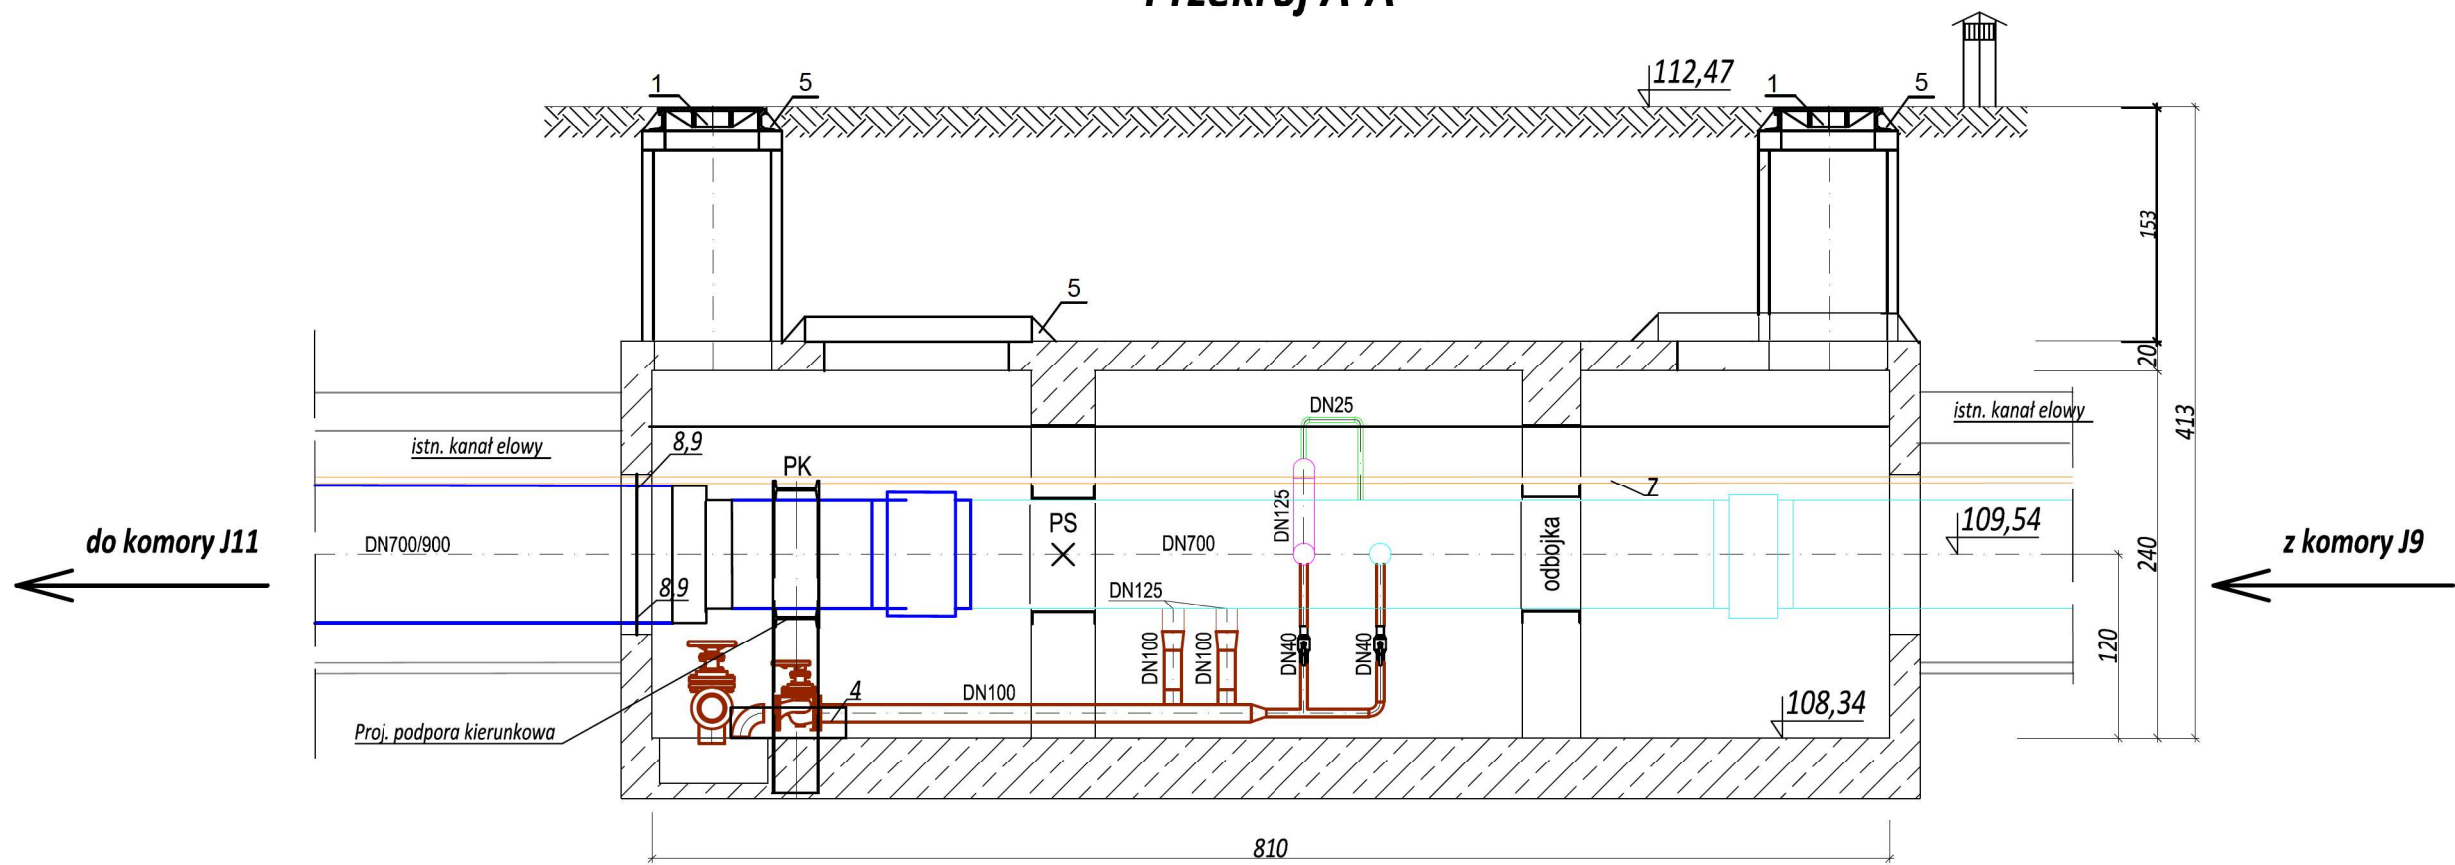 Przekrój A-A
1
5
112,47
1
5
153
5
20
413
istn. kanał elowy
istn. kanał elowy
DN25
8,9
PK
7
DN125
PS
odbojka
109,54
do komory J11
DN700/900
DN700
z komory J9
240
8,9
DN125
DN100
DN100
DN40
DN40
120
4
DN100
108,34
Proj. podpora kierunkowa
810